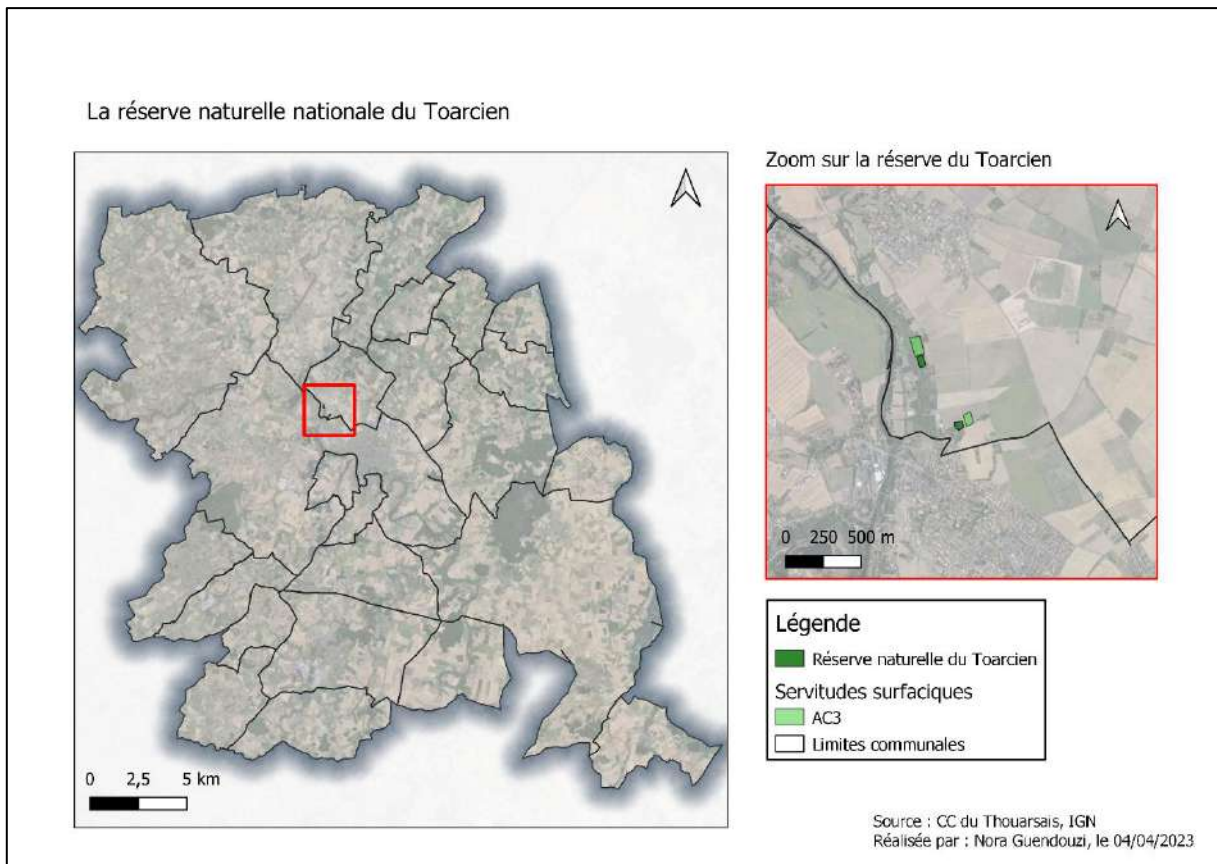 La réserve naturelle nationale du Toarcien
0 2,5 5 km
Zoom sur la réserve du Toarcien
0 250 500 m
Légende
Réserve naturelle du Toarcien
Servitudes surfaciques
AC3
Limites communales
Source : CC du Thouarsais, IGN
Réalisée par : Nora Guendouzi, le 04/04/2023